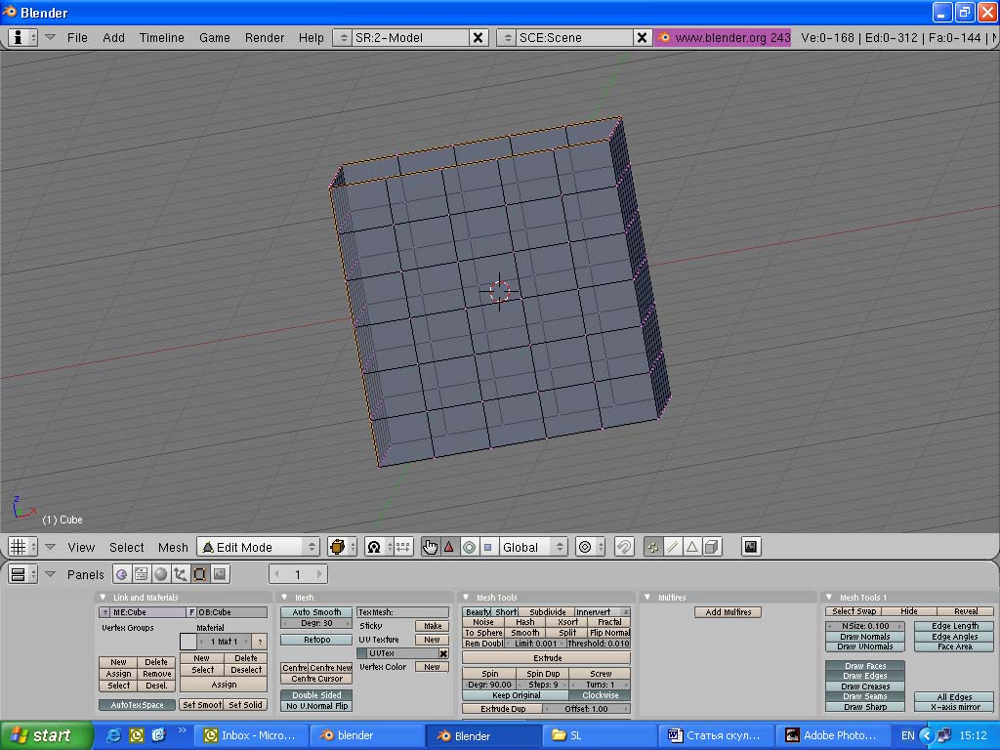 Blender
File Add Timeline Game Render Help SR:2-Model SCE:Scene www.blender.org 243 Ve:0-168 | Ed:0-312 | Fa:0-144 |
z
x
(1) Cube
View Select Mesh Edit Mode Global
Panels 1
Link and Materials Mesh Mesh Tools Multires Mesh Tools 1
ME:Cube F OB:Cube
Vertex Groups Material
1 Mat 1 ?
New Delete New Delete
Assign Remove Select Deselect
Select Desel. Assign
AutoTexSpace Set Smoot Set Solid
Auto Smooth TexMesh:
Degr: 30 Sticky Make
Retopo UV Texture New
UVTex
Centre Centre New Vertex Color New
Centre Cursor
Double Sided
No V.Normal Flip
Beauty Short Subdivide Innervert
Noise Hash Xsort Fractal
To Sphere Smooth Split Flip Normal
Rem Doubl Limit: 0.001 Threshold: 0.010
Extrude
Spin Spin Dup Screw
Degr: 90.00 Steps: 9 Turns: 1
Keep Original Clockwise
Extrude Dup Offset: 1.00
Add Multires
Select Swap Hide Reveal
NSize: 0.100 Edge Length
Draw Normals Edge Angles
Draw VNormals Face Area
Draw Faces
Draw Edges
Draw Creases
Draw Seams All Edges
Draw Sharp X-axis mirror
start » Inbox - Micro... blender Blender SL Статья скул... Adobe Photo... EN 15:12